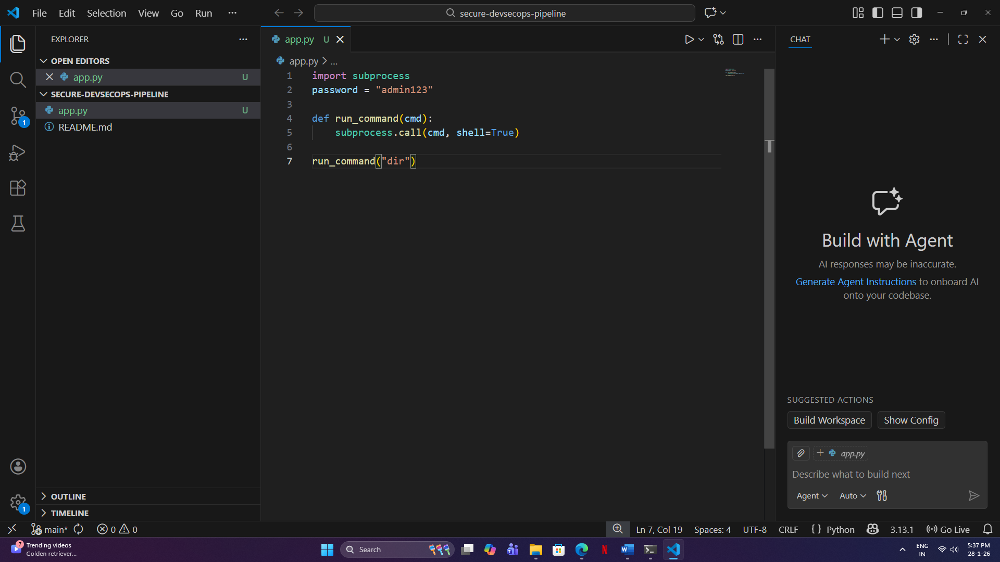 File Edit Selection View Go Run ···
secure-devsecops-pipeline
EXPLORER
OPEN EDITORS
app.py U
SECURE-DEVSECOPS-PIPELINE
app.py U
README.md
1
OUTLINE
TIMELINE
1
app.py U
app.py > ...
1 import subprocess
2 password = "admin123"
3
4 def run_command(cmd):
5 subprocess.call(cmd, shell=True)
6
7 run_command("dir")
CHAT
Build with Agent
AI responses may be inaccurate.
Generate Agent Instructions to onboard AI
onto your codebase.
SUGGESTED ACTIONS
Build Workspace Show Config
+ app.py
Describe what to build next
Agent Auto
main* 0 0 Ln 7, Col 19 Spaces: 4 UTF-8 CRLF { } Python 3.13.1 Go Live
7 Trending videos
Golden retriever...
Search
ENG
IN
5:37 PM
28-1-26